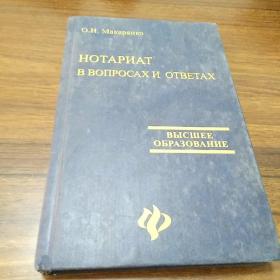 О.Н. Макаренко
НОТАРИАТ
В ВОПРОСАХ И ОТВЕТАХ
ВЫСШЕЕ
ОБРАЗОВАНИЕ